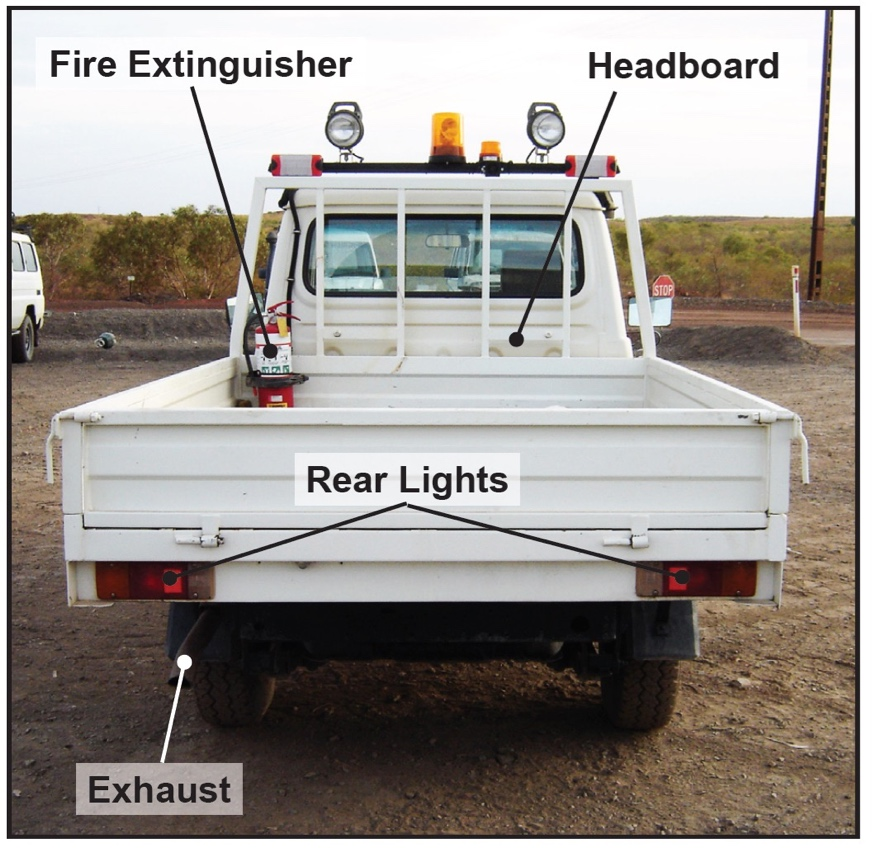 Fire Extinguisher
Headboard
STOP
Rear Lights
Exhaust